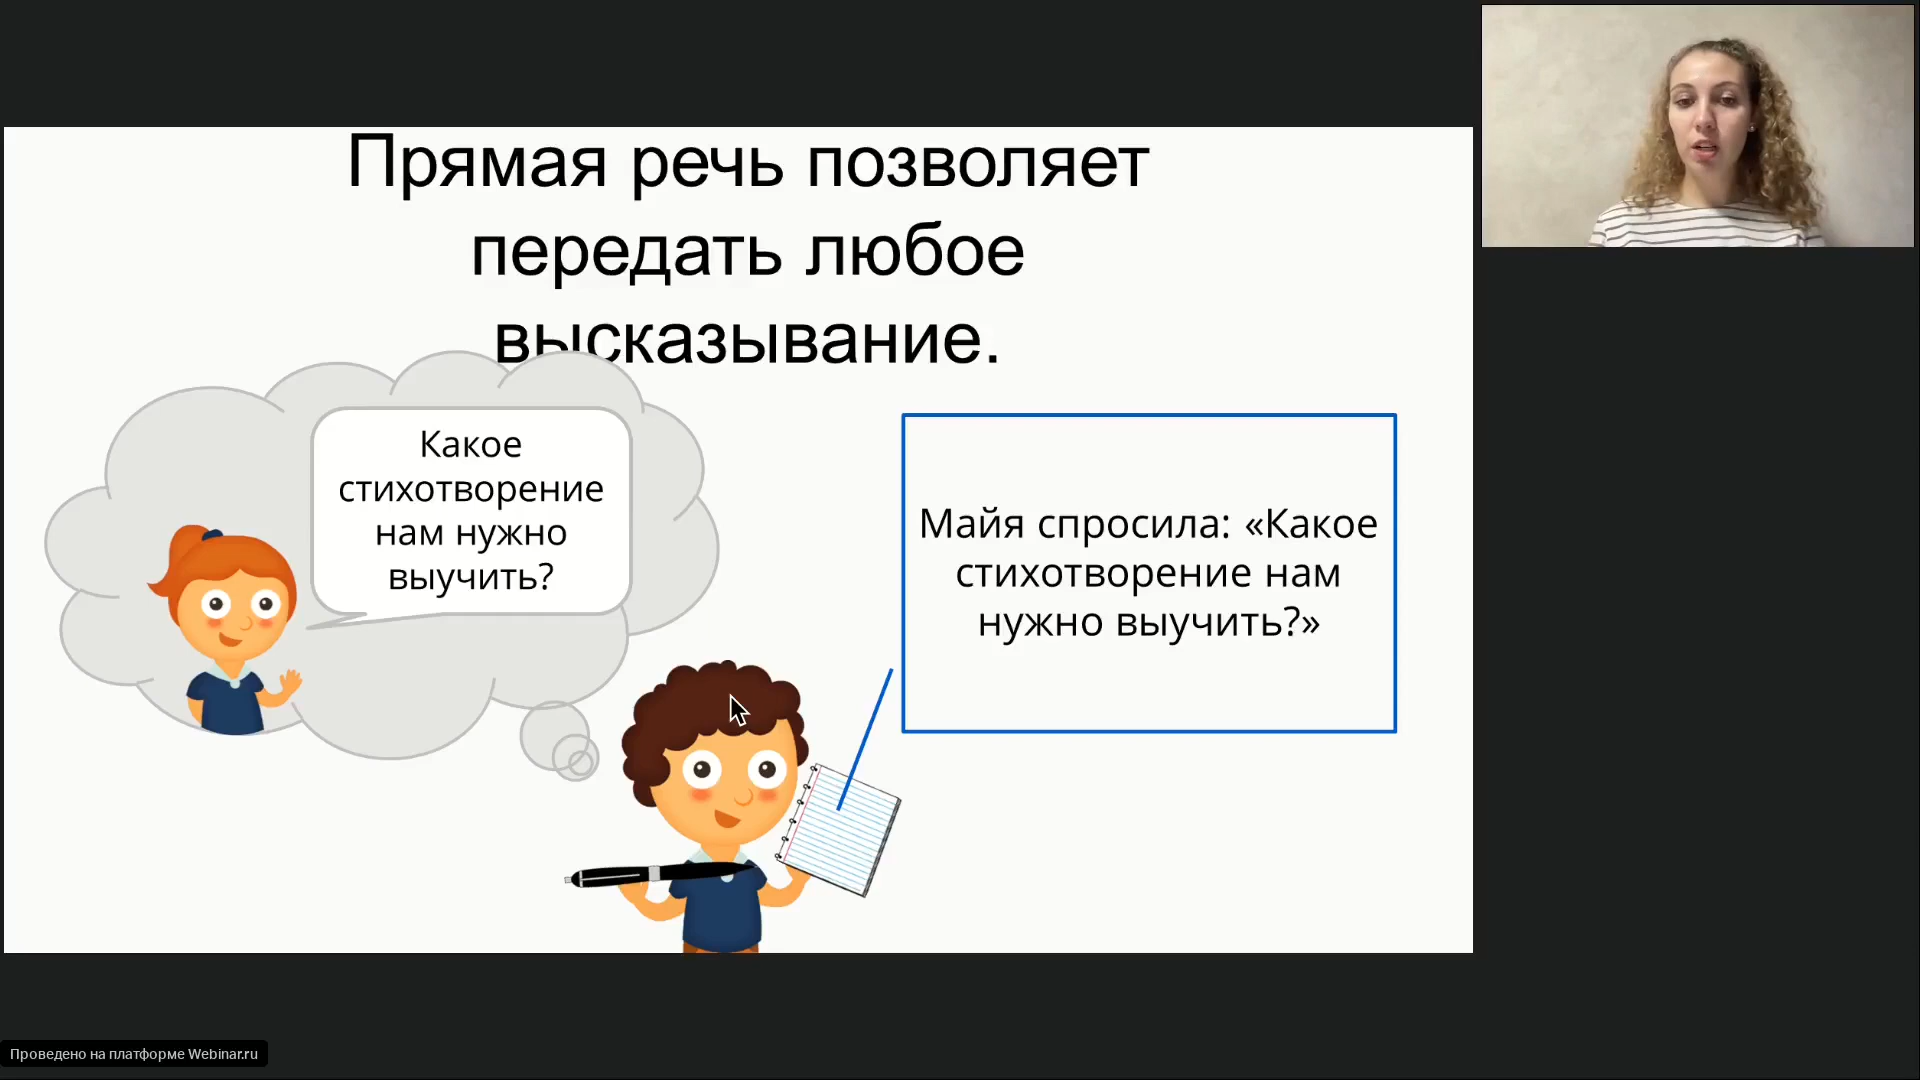 Прямая речь позволяет
передать любое
высказывание.
Какое
стихотворение
нам нужно
выучить?
Майя спросила: «Какое
стихотворение нам
нужно выучить?»
Проведено на платформе Webinar.ru